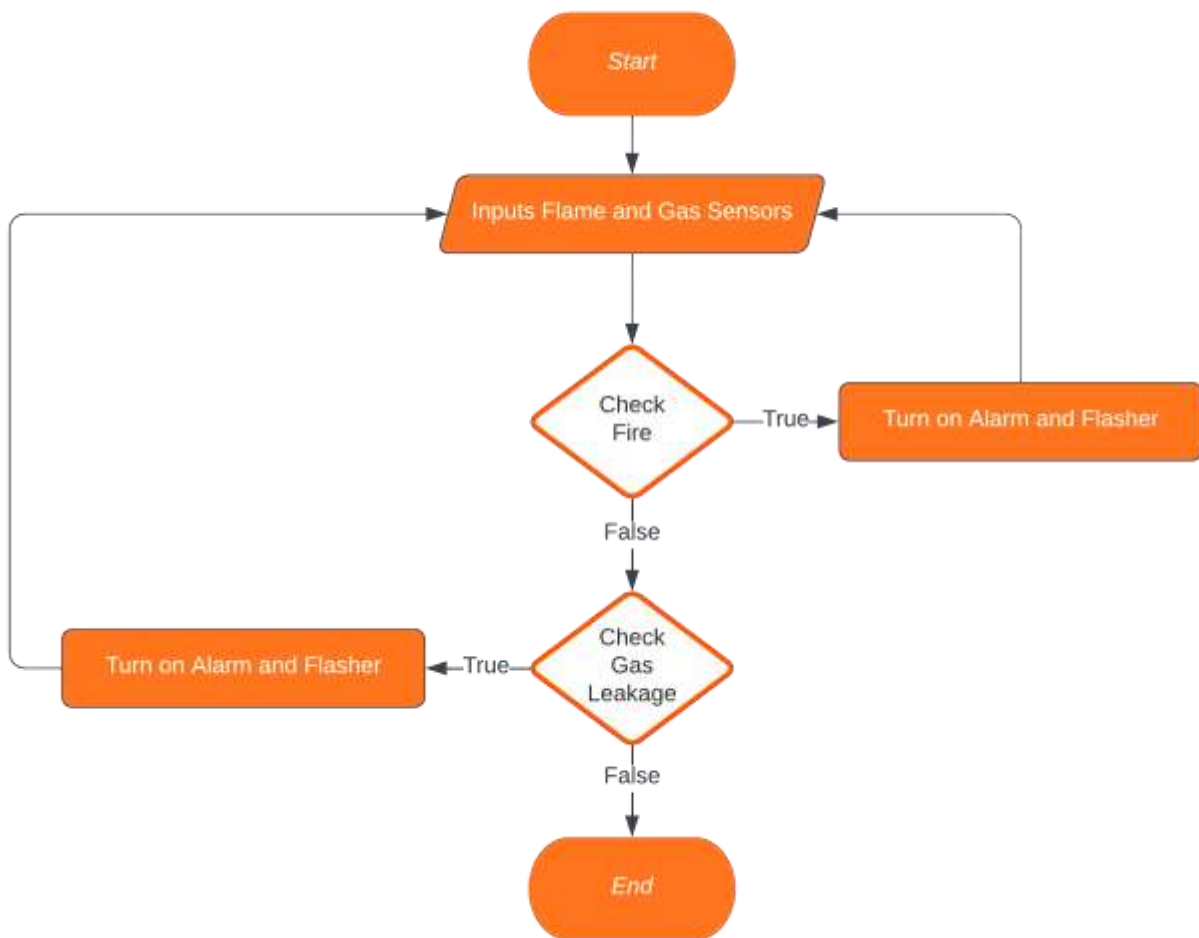 Start
Inputs Flame and Gas Sensors
Check
Fire
True
Turn on Alarm and Flasher
False
Turn on Alarm and Flasher
True
Check
Gas
Leakage
False
End